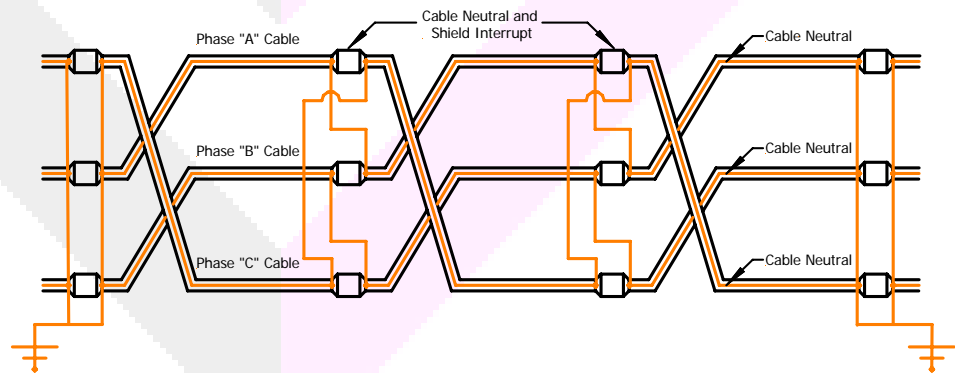 Cable Neutral and
Shield Interrupt
Phase "A" Cable
Cable Neutral
Phase "B" Cable
Cable Neutral
Phase "C" Cable
Cable Neutral